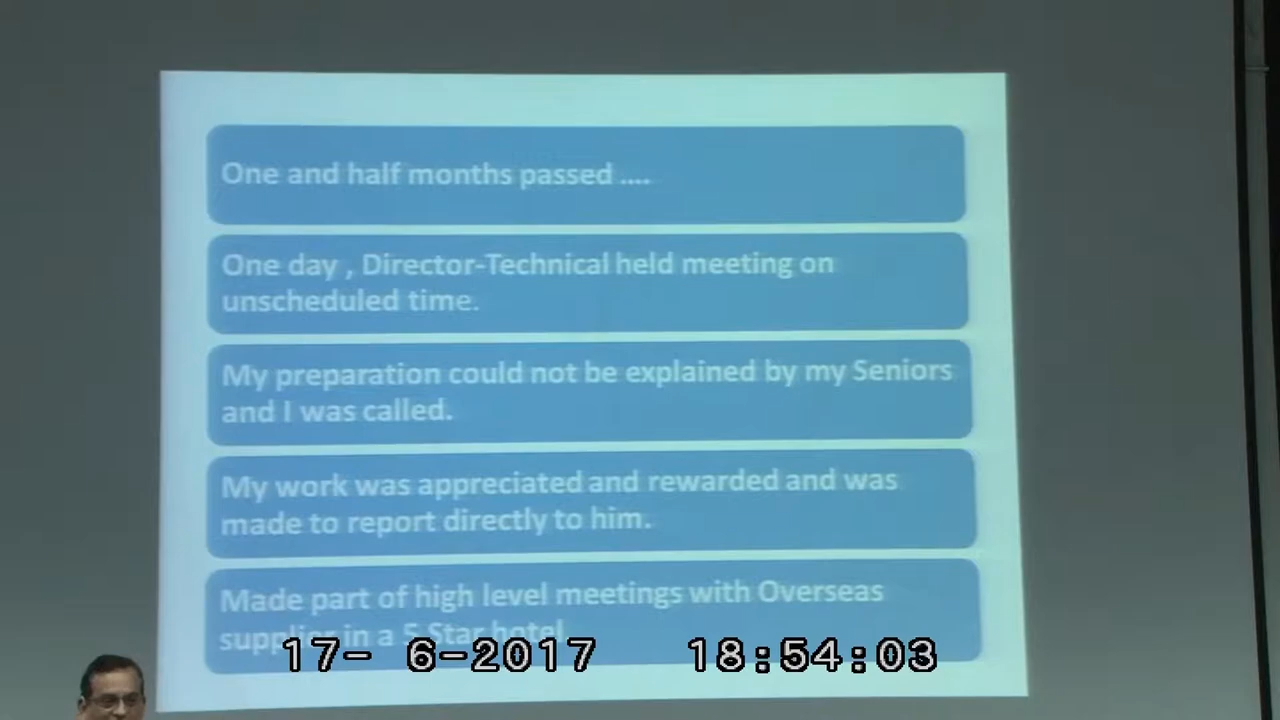 One and half months passed ....
One day , Director-Technical held meeting on
unscheduled time.
My preparation could not be explained by my Seniors
and I was called.
My work was appreciated and rewarded and was
made to report directly to him.
Made part of high level meetings with Overseas
supplier in a 5 Star hotel
17- 6-2017 18:54:03